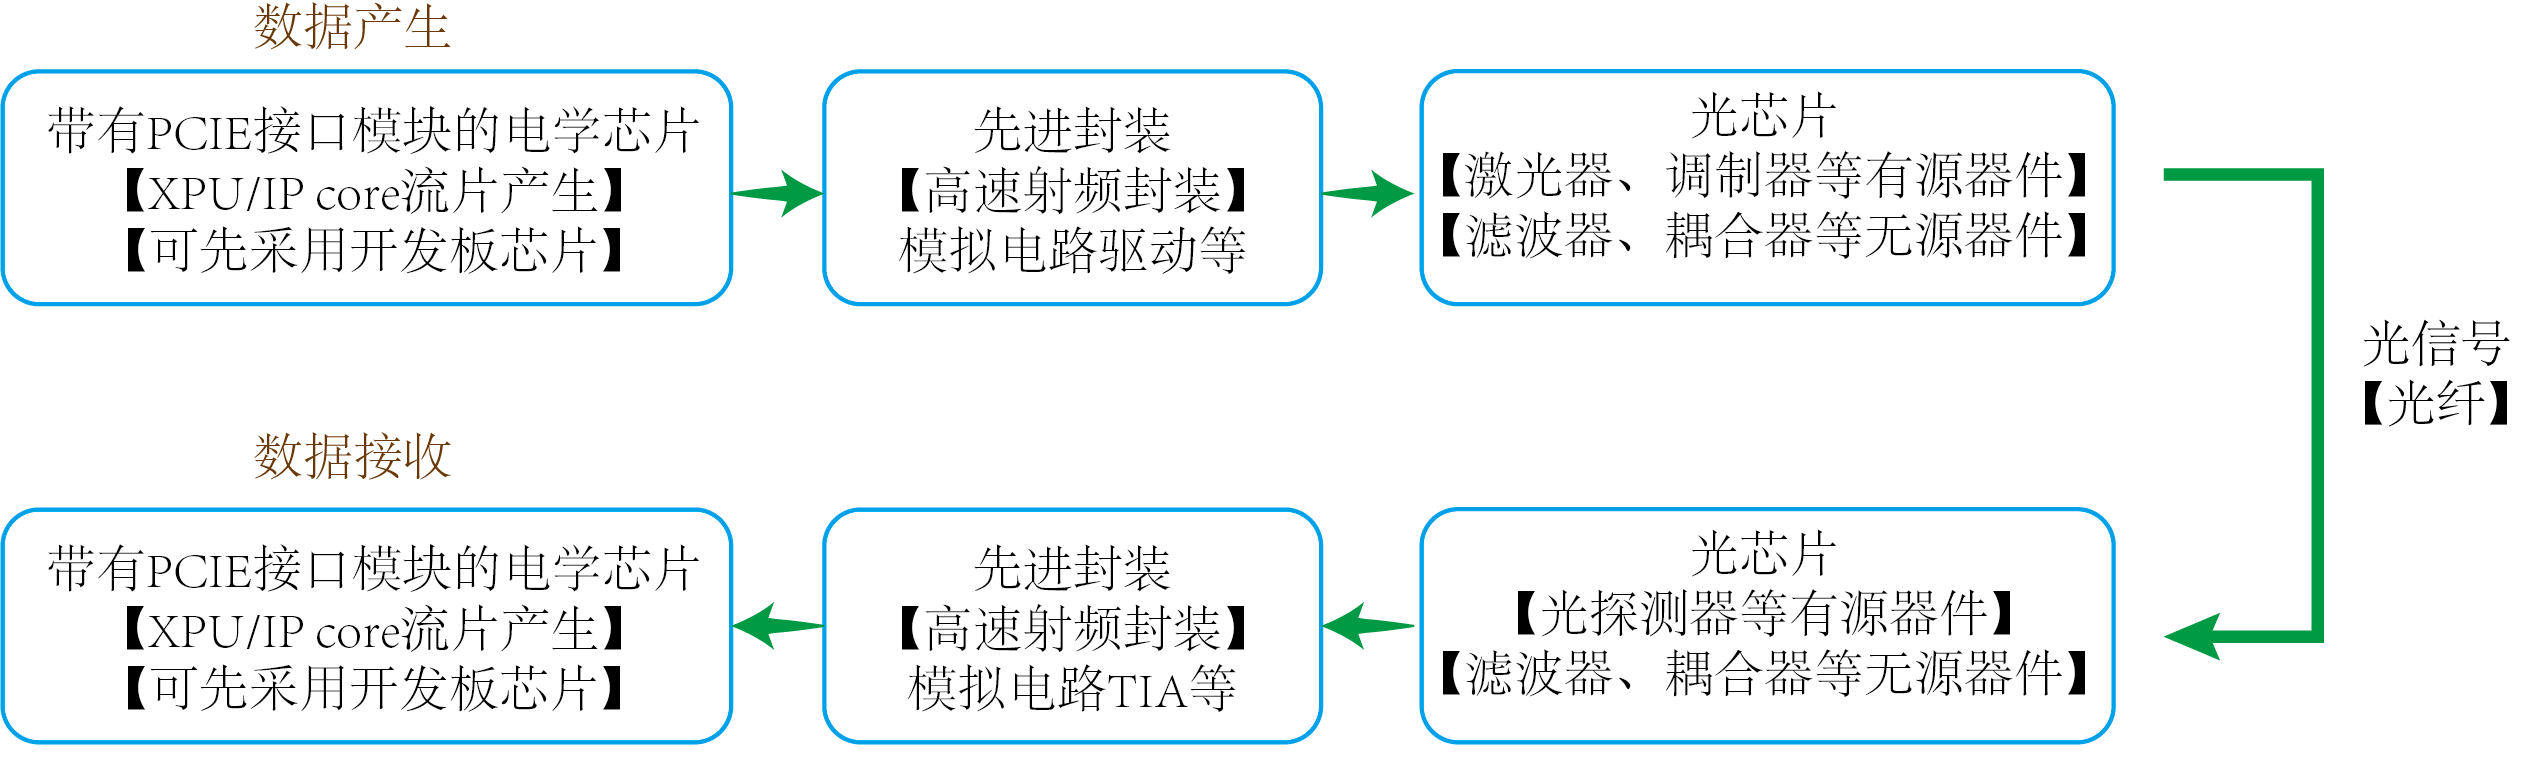 数据产生
带有PCIE接口模块的电学芯片
【XPU/IP core流片产生】
【可先采用开发板芯片】
先进封装
【高速射频封装】
模拟电路驱动等
光芯片
【激光器、调制器等有源器件】
【滤波器、耦合器等无源器件】
光信号
【光纤】
数据接收
带有PCIE接口模块的电学芯片
【XPU/IP core流片产生】
【可先采用开发板芯片】
先进封装
【高速射频封装】
模拟电路TIA等
光芯片
【光探测器等有源器件】
【滤波器、耦合器等无源器件】